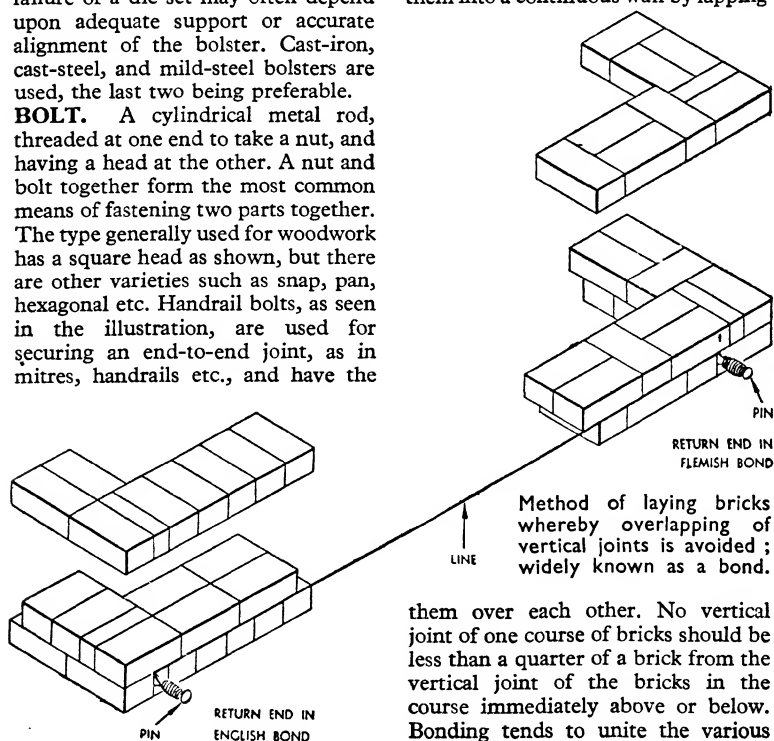 failure of a die set may often depend
upon adequate support or accurate
alignment of the bolster. Cast-iron,
cast-steel, and mild-steel bolsters are
used, the last two being preferable.
BOLT. A cylindrical metal rod,
threaded at one end to take a nut, and
having a head at the other. A nut and
bolt together form the most common
means of fastening two parts together.
The type generally used for woodwork
has a square head as shown, but there
are other varieties such as snap, pan,
hexagonal etc. Handrail bolts, as seen
in the illustration, are used for
securing an end-to-end joint, as in
mitres, handrails etc., and have the
PIN
RETURN END IN
ENGLISH BOND
LINE
them into a continuous wall by lapping
PIN
RETURN END IN
FLEMISH BOND
Method of laying bricks
whereby overlapping of
vertical joints is avoided ;
widely known as a bond.
them over each other. No vertical
joint of one course of bricks should be
less than a quarter of a brick from the
vertical joint of the bricks in the
course immediately above or below.
Bonding tends to unite the various